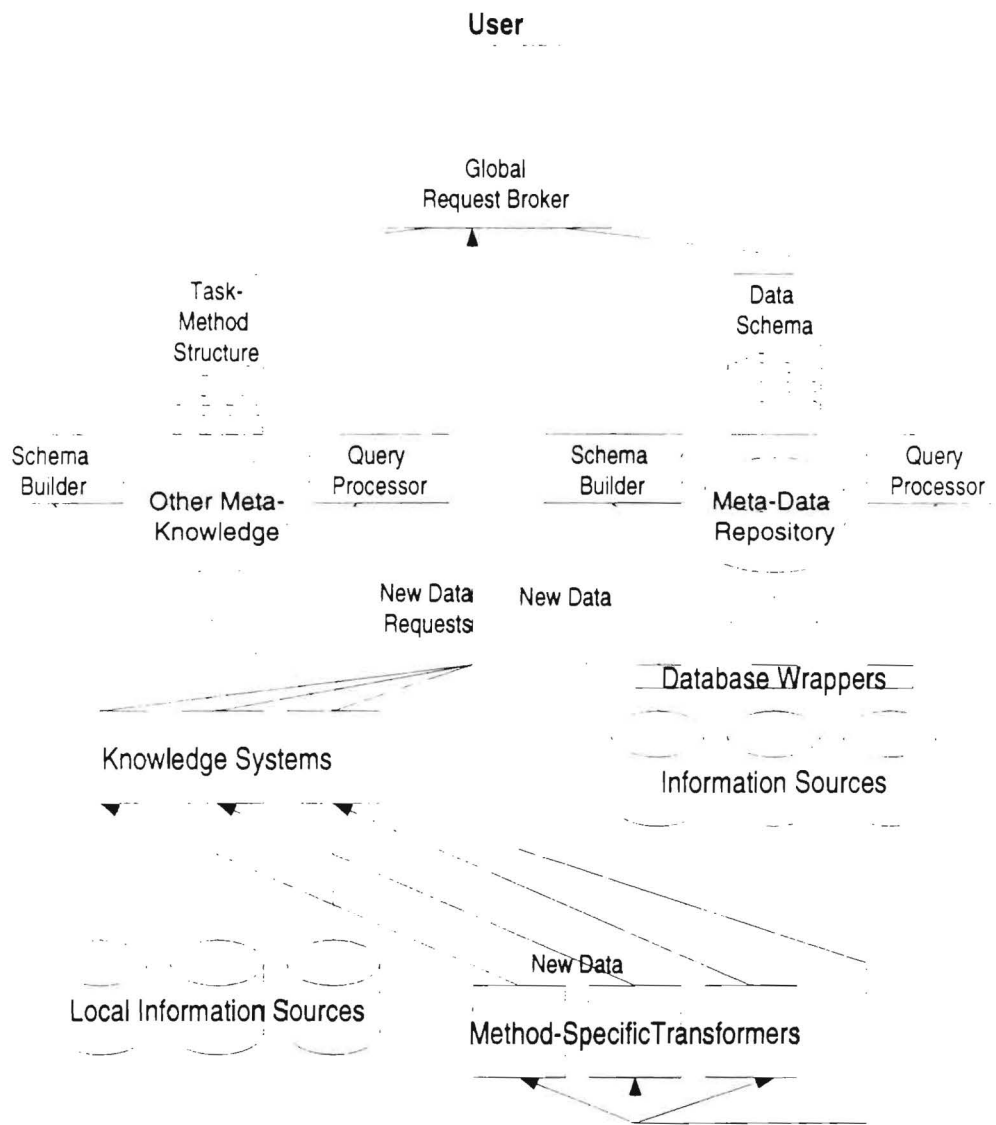 User
Global
Request Broker
Task-
Method
Structure
Data
Schema
Schema
Builder
Query
Processor
Schema
Builder
Query
Processor
Other Meta-
Knowledge
Meta-Data
Repository
New Data
Requests
New Data
Database Wrappers
Knowledge Systems
Information Sources
New Data
Local Information Sources
Method-SpecificTransformers